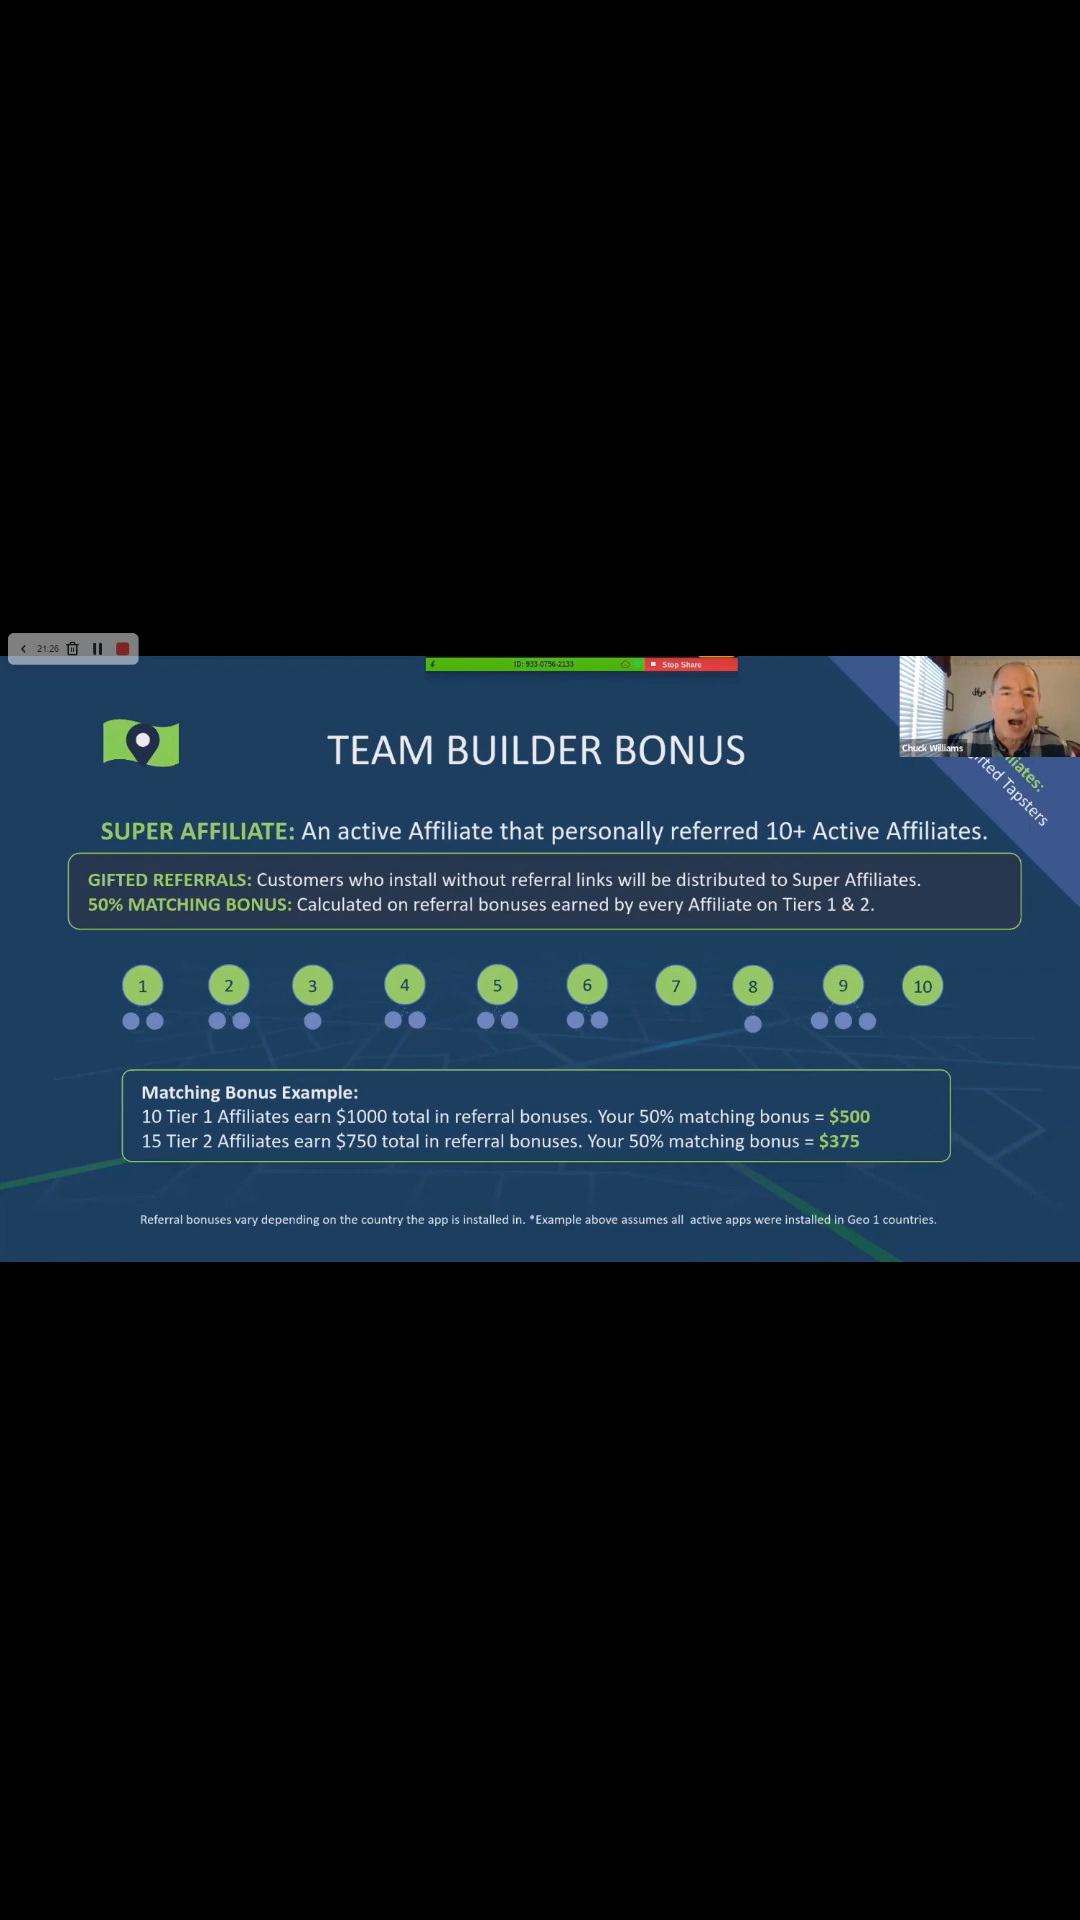 21:26
ID: 933-0756-2133
Stop Share
Chuck Williams
TEAM BUILDER BONUS
Tapsters
SUPER AFFILIATE: An active Affiliate that personally referred 10+ Active Affiliates.
GIFTED REFERRALS: Customers who install without referral links will be distributed to Super Affiliates.
50% MATCHING BONUS: Calculated on referral bonuses earned by every Affiliate on Tiers 1 & 2.
1 2 3 4 5 6 7 8 9 10
Matching Bonus Example:
10 Tier 1 Affiliates earn $1000 total in referral bonuses. Your 50% matching bonus = $500
15 Tier 2 Affiliates earn $750 total in referral bonuses. Your 50% matching bonus = $375
Referral bonuses vary depending on the country the app is installed in. *Example above assumes all active apps were installed in Geo 1 countries.